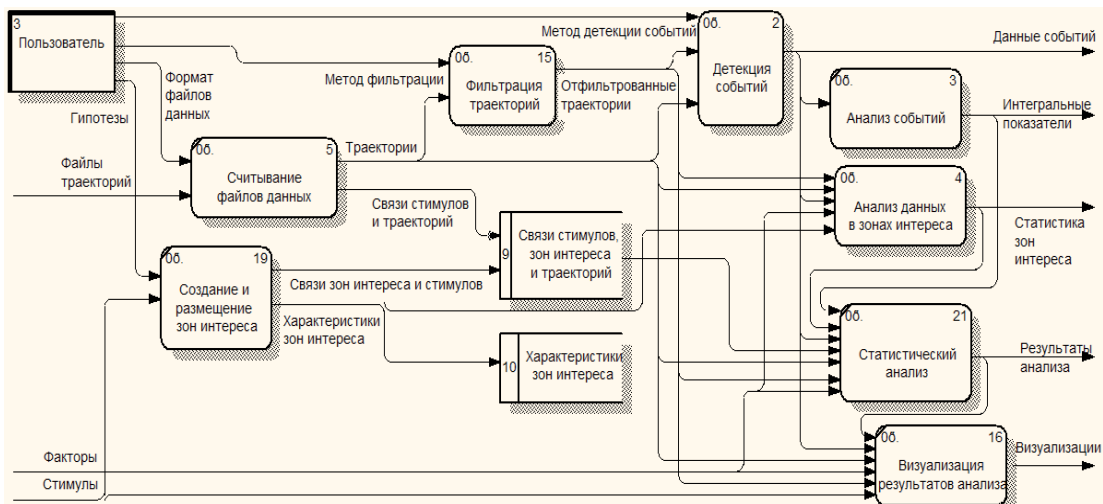 3
Пользователь
0б.
2
Детекция
событий
Метод детекции событий
Данные событий
0б.
15
Фильтрация
траекторий
Метод фильтрации
Отфильтрованные
траектории
Формат
файлов
данных
Гипотезы
0б.
3
Анализ событий
Интегральные
показатели
0б.
5
Считывание
файлов данных
Траектории
Файлы
траекторий
0б.
4
Анализ данных
в зонах интереса
Связи стимулов
и траекторий
9
Связи стимулов,
зон интереса
и траекторий
Статистика
зон
интереса
0б.
19
Создание и
размещение
зон интереса
Связи зон интереса и стимулов
Характеристики
зон интереса
10
Характеристики
зон интереса
0б.
21
Статистический
анализ
Результаты
анализа
0б.
16
Визуализация
результатов анализа
Визуализации
Факторы
Стимулы